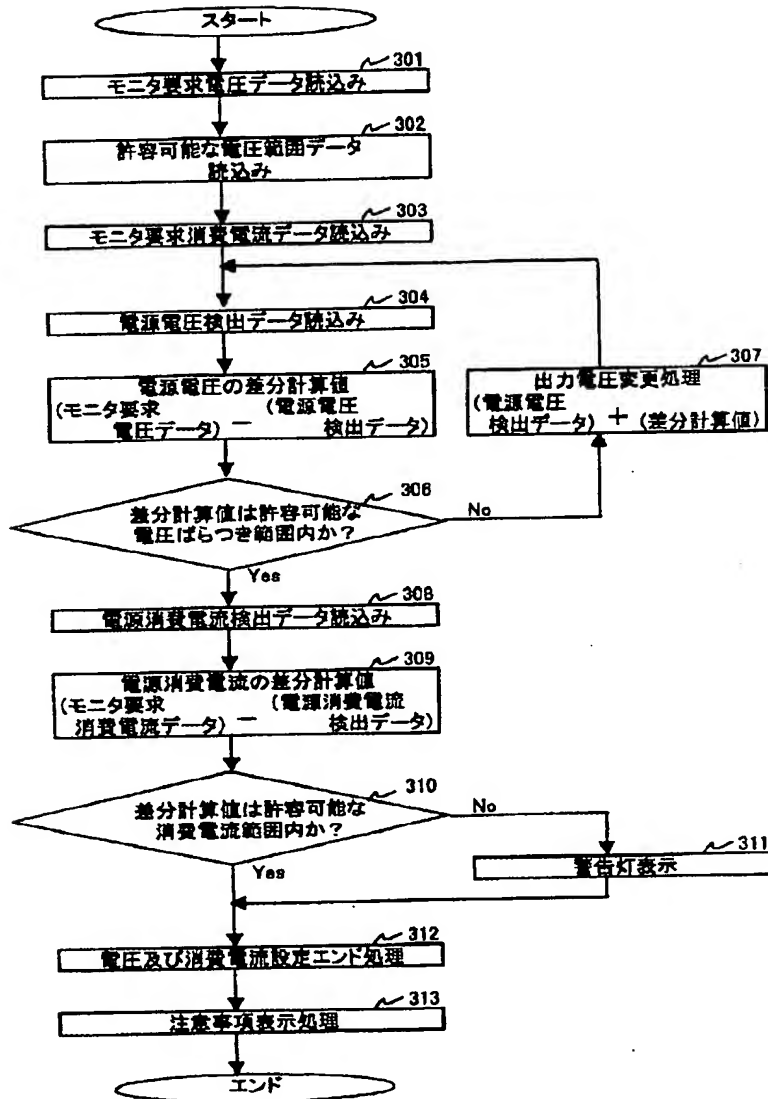 スタート
301
モニタ要求電圧データ読込み
302
許容可能な電圧範囲データ
読込み
303
モニタ要求消費電流データ読込み
304
電源電圧検出データ読込み
305
電源電圧の差分計算値
(モニタ要求 (電源電圧
電圧データ) － 検出データ)
307
出力電圧変更処理
(電源電圧
検出データ) ＋ (差分計算値)
306
差分計算値は許容可能な
電圧ばらつき範囲内か？
No
Yes
308
電源消費電流検出データ読込み
309
電源消費電流の差分計算値
(モニタ要求 (電源消費電流
消費電流データ) － 検出データ)
310
差分計算値は許容可能な
消費電流範囲内か？
No
Yes
311
警告灯表示
312
電圧及び消費電流設定エンド処理
313
注意事項表示処理
エンド